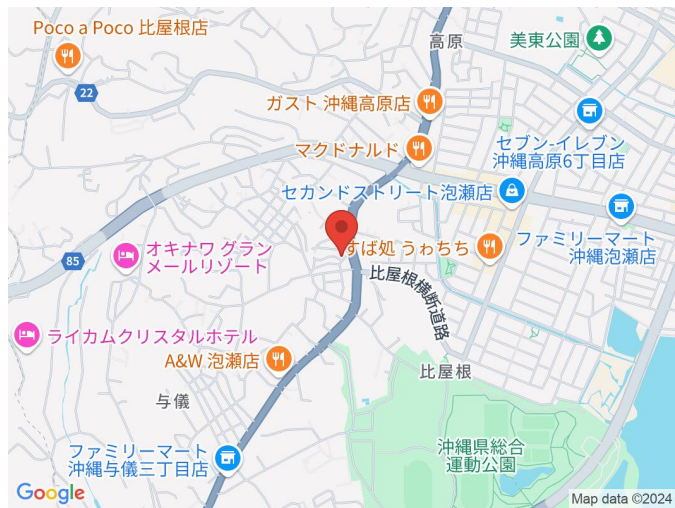 Poco a Poco 比屋根店
高原
美東公園
22
ガスト 沖縄高原店
セブン-イレブン
沖縄高原6丁目店
マクドナルド
セカンドストリート泡瀬店
すば処 うゎちち
ファミリーマート
沖縄泡瀬店
オキナワ グラン
メールリゾート
85
比屋根横断道路
ライカムクリスタルホテル
A&W 泡瀬店
比屋根
与儀
ファミリーマート
沖縄与儀三丁目店
沖縄県総合
運動公園
Google
Map data ©2024